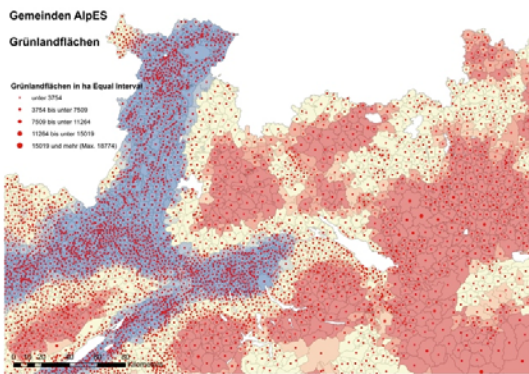 Gemeinden AlpES
Grünlandflächen
Grünlandflächen in ha Equal Interval
unter 3754
3754 bis unter 7509
7509 bis unter 11264
11264 bis unter 15019
15019 und mehr (Max. 18774)